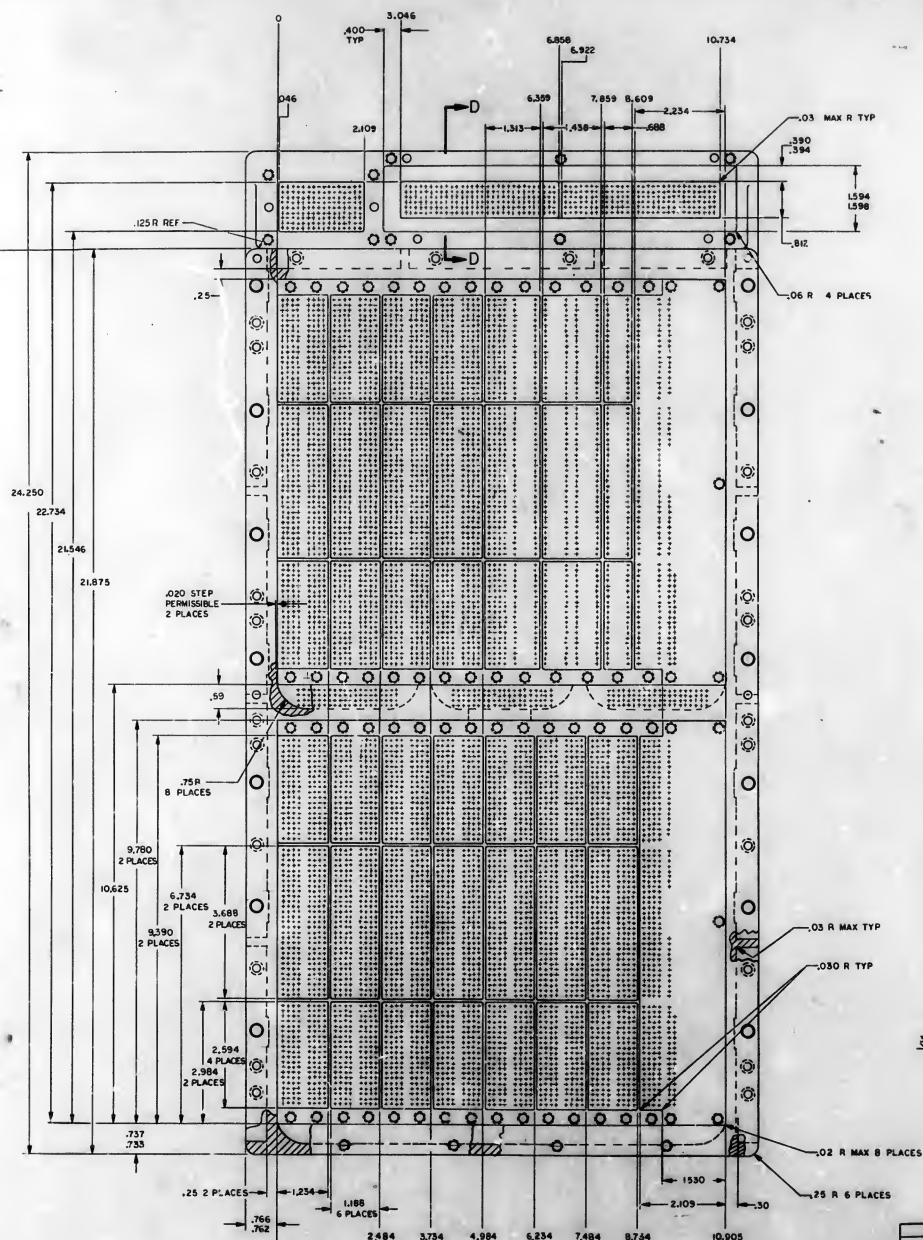 0
3.046
.400
TYP
6.858
6.922
10.734
.046
2.109
D
6.359
7.859
8.609
2.234
1.313
1.438
.688
.03 MAX R TYP
.390
.394
1.594
1.598
.812
.125R REF
D
.06 R 4 PLACES
.25
24.250
22.734
21.546
21.875
.020 STEP
PERMISSIBLE
2 PLACES
.59
.75R
8 PLACES
9.780
2 PLACES
10.625
6.734
2 PLACES
3.688
2 PLACES
9.390
2 PLACES
.03 R MAX TYP
.030 R TYP
2.594
4 PLACES
2.984
2 PLACES
.737
.733
.02 R MAX 8 PLACES
.25 2 PLACES
1.234
1.530
.25 R 6 PLACES
1.188
6 PLACES
2.109
.30
.766
.762
2.484
3.734
4.984
6.234
7.484
8.734
10.905